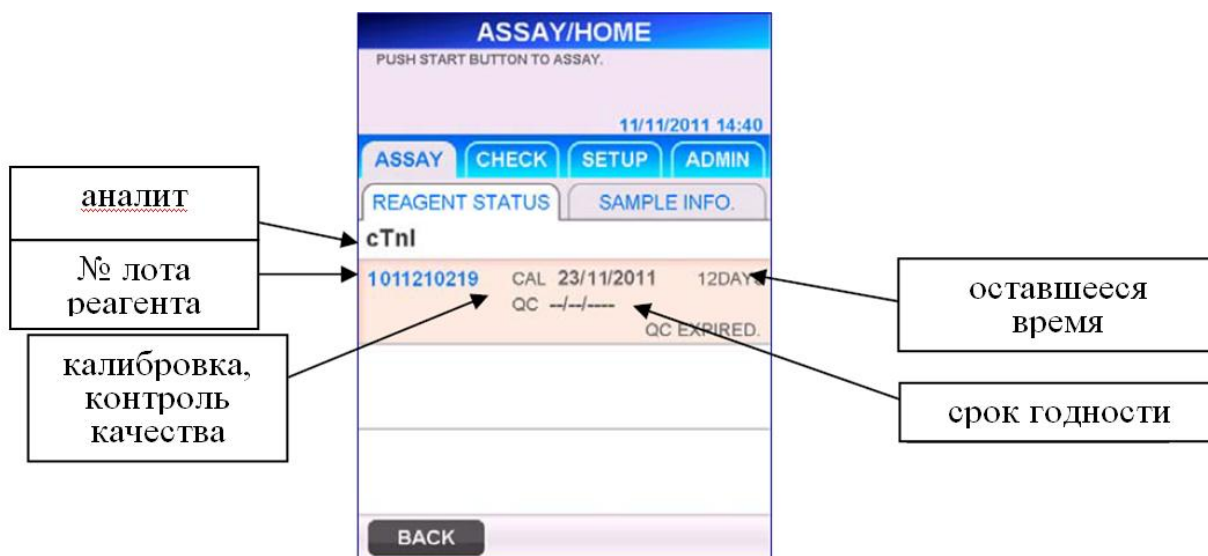 ASSAY/HOME
PUSH START BUTTON TO ASSAY.
11/11/2011 14:40
ASSAY CHECK SETUP ADMIN
REAGENT STATUS SAMPLE INFO.
cTnI
1011210219 CAL 23/11/2011 12DAYS
QC --/--/----
QC EXPIRED.
BACK
аналит
№ лота
реагента
калибровка,
контроль
качества
оставшееся
время
срок годности